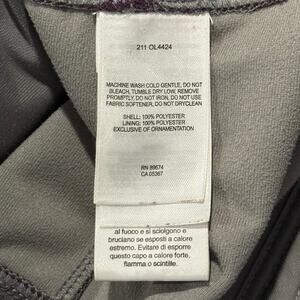 211 OL4424
MACHINE WASH COLD GENTLE, DO NOT
BLEACH, TUMBLE DRY LOW, REMOVE
PROMPTLY, DO NOT IRON, DO NOT USE
FABRIC SOFTENER, DO NOT DRYCLEAN
SHELL: 100% POLYESTER
LINING: 100% POLYESTER
EXCLUSIVE OF ORNAMENTATION
RN 89674
CA 05367
al fuoco e si sciolgono e
bruciano se esposti a calore
estremo. Evitare di esporre
questo capo a calore forte,
fiamma o scintille.